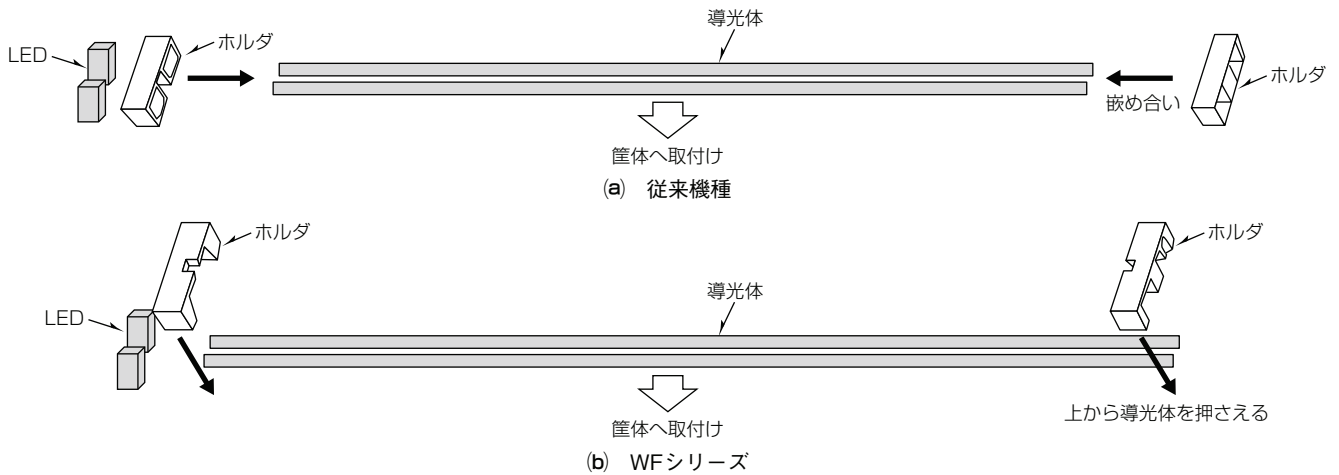 導光体
ホルダ
LED
ホルダ
嵌め合い
筐体へ取付け
(a) 従来機種
ホルダ
ホルダ
導光体
LED
上から導光体を押さえる
筐体へ取付け
(b) WFシリーズ